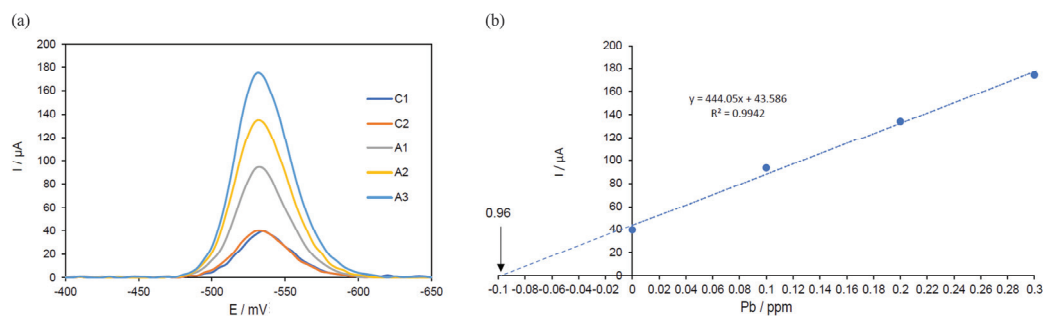 (a)
(b)
200
180
160
140
120
100
80
60
40
20
0
I / µA
-400
-450
-500
-550
-600
-650
E / mV
C1
C2
A1
A2
A3
200
180
160
140
120
100
80
60
40
20
0
I / µA
y = 444.05x + 43.586
R² = 0.9942
0.96
-0.1 -0.08 -0.06 -0.04 -0.02 0 0.02 0.04 0.06 0.08 0.1 0.12 0.14 0.16 0.18 0.2 0.22 0.24 0.26 0.28 0.3
Pb / ppm